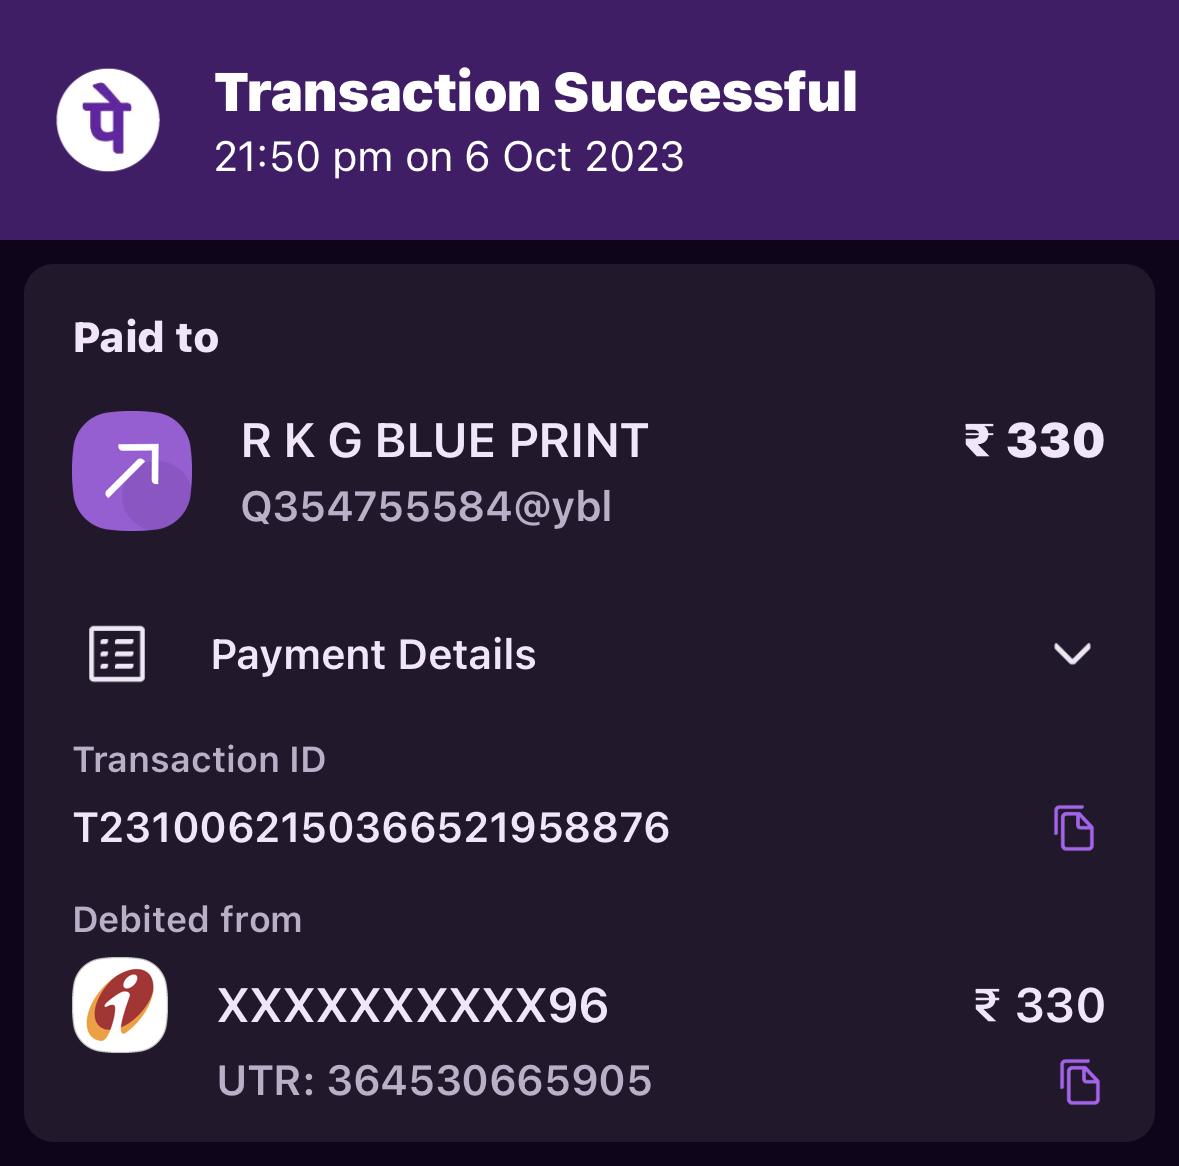 पे
Transaction Successful
21:50 pm on 6 Oct 2023
Paid to
R K G BLUE PRINT
₹ 330
Q354755584@ybl
Payment Details
Transaction ID
T2310062150366521958876
Debited from
XXXXXXXXXX96
₹ 330
UTR: 364530665905